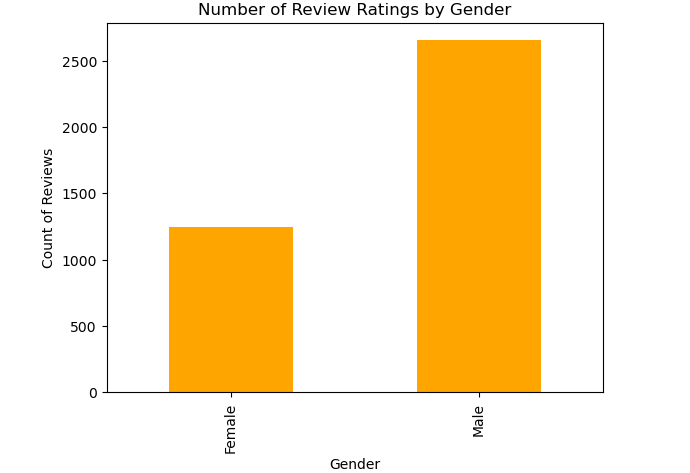 Number of Review Ratings by Gender
Count of Reviews
2500
2000
1500
1000
500
0
Female
Male
Gender